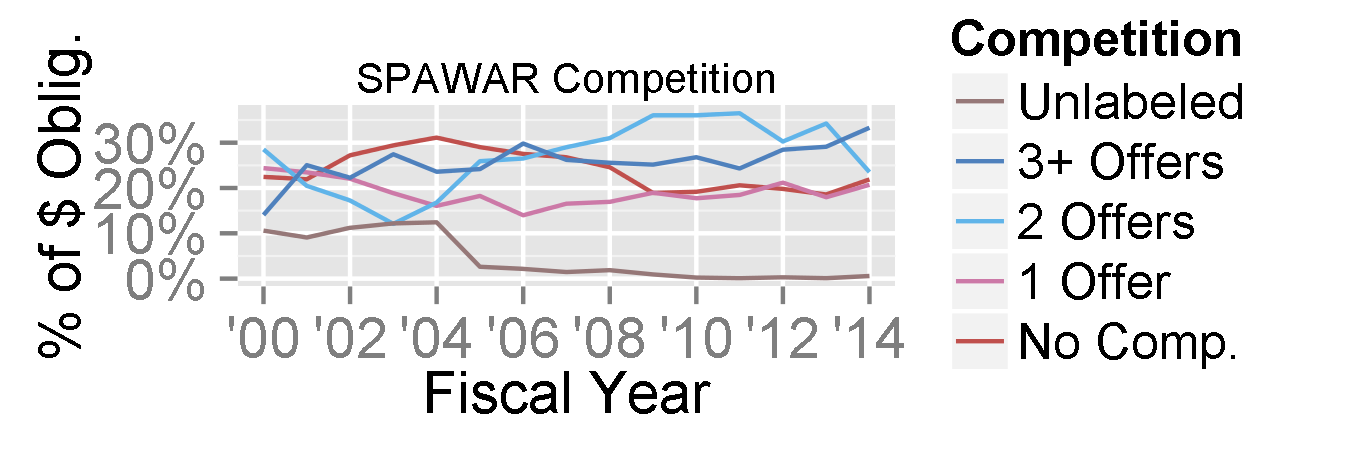 SPAWAR Competition
% of $ Oblig.
30%
20%
10%
0%
'00 '02 '04 '06 '08 '10 '12 '14
Fiscal Year
Competition
Unlabeled
3+ Offers
2 Offers
1 Offer
No Comp.